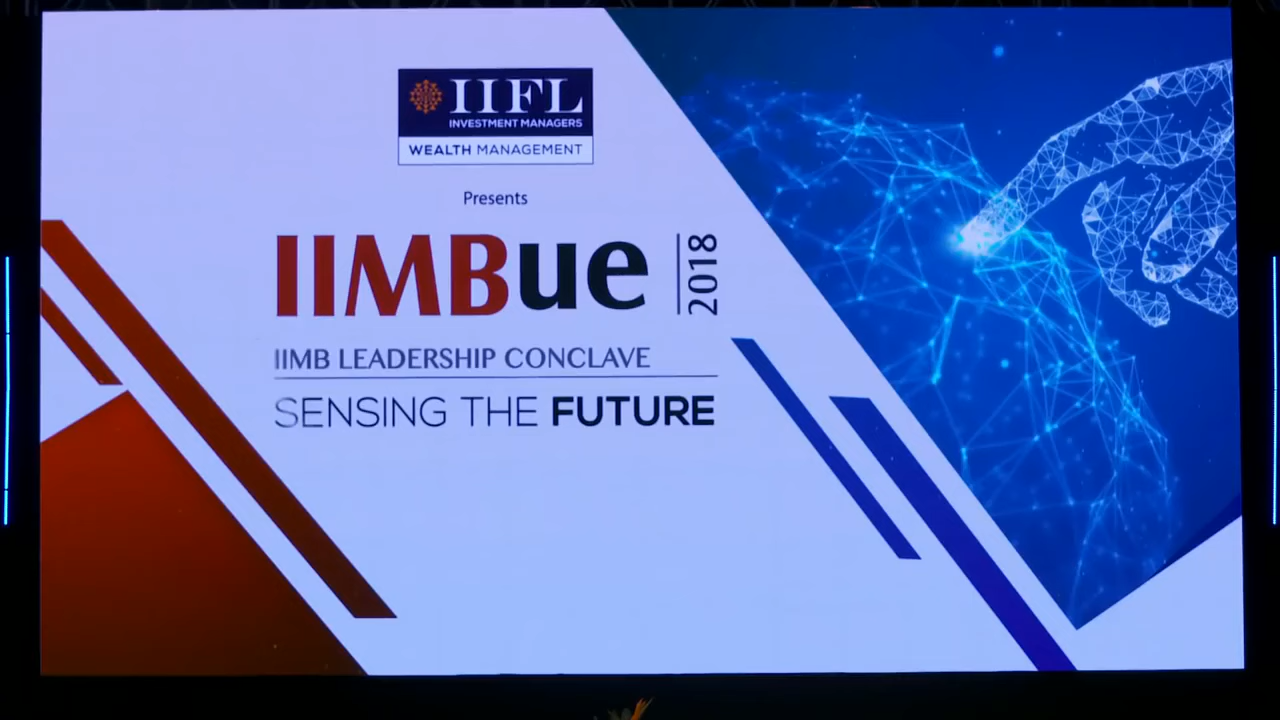 IIFL
INVESTMENT MANAGERS
WEALTH MANAGEMENT
Presents
IIMBue 2018
IIMB LEADERSHIP CONCLAVE
SENSING THE FUTURE